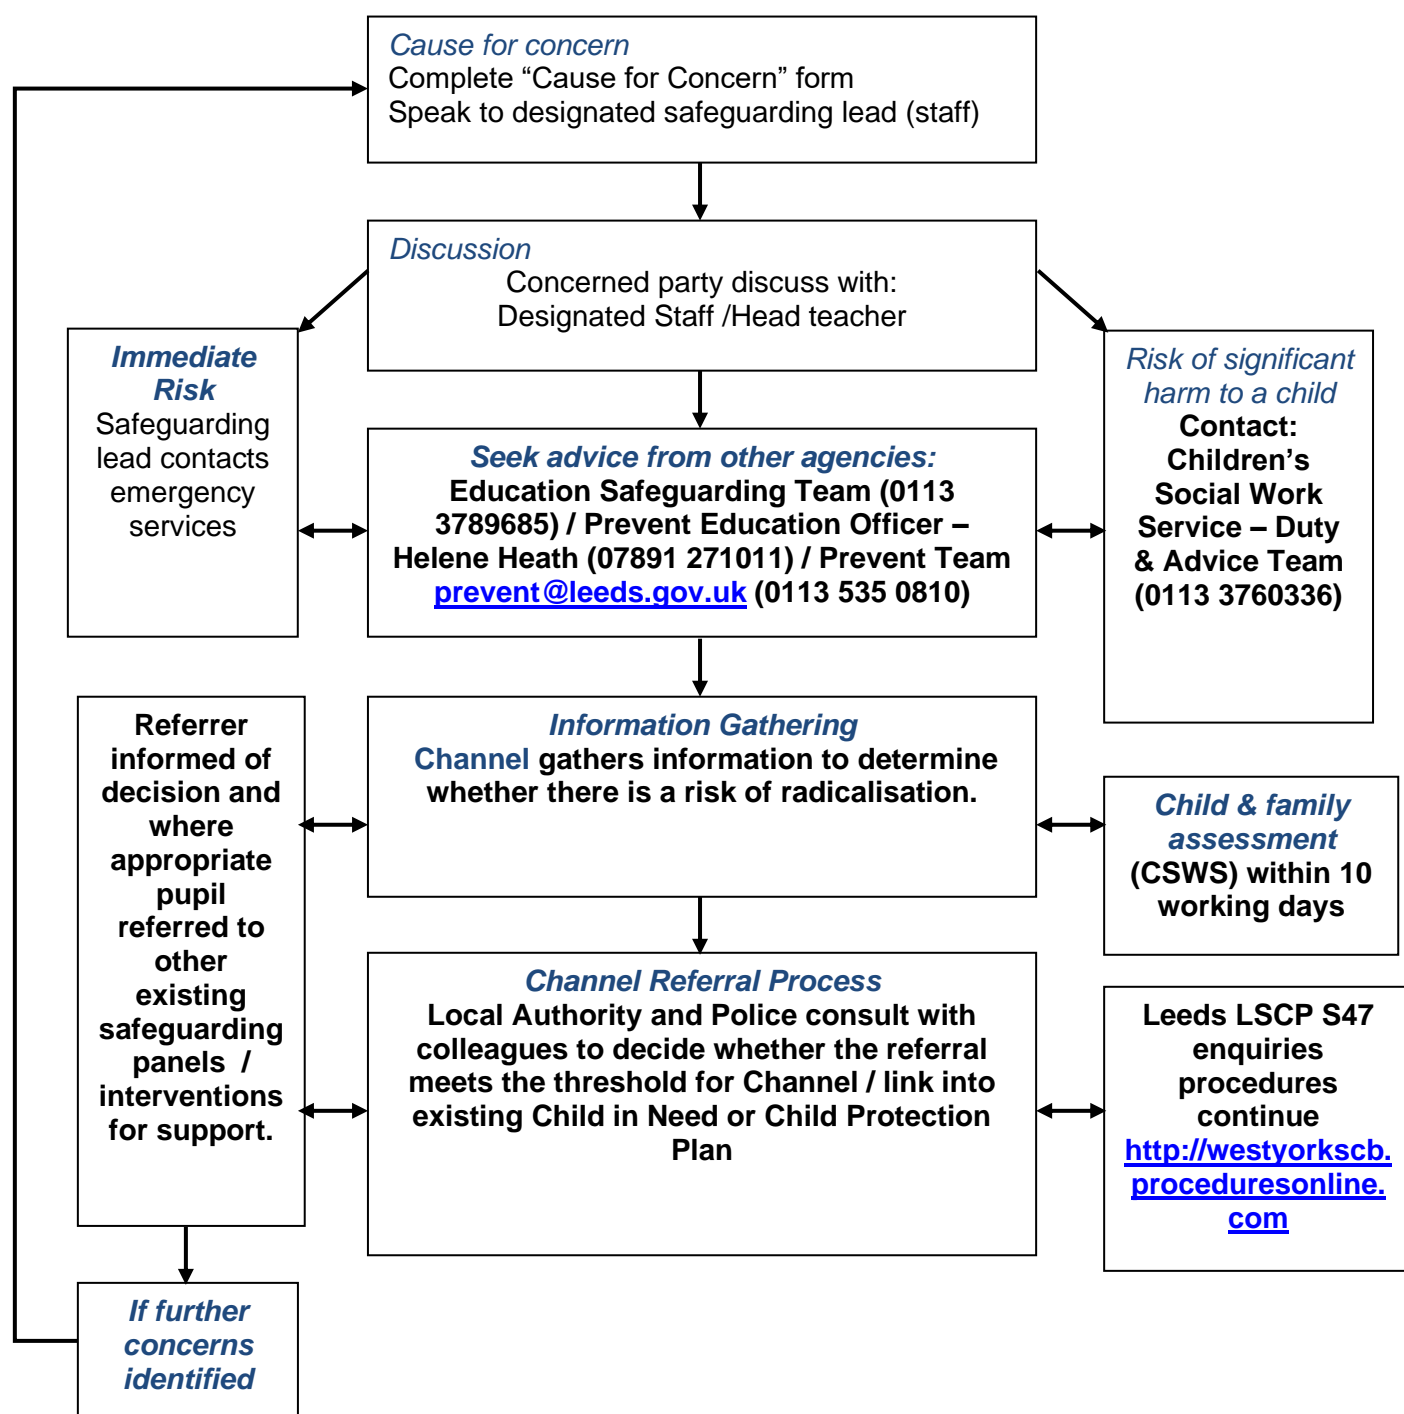 Cause for concern
Complete “Cause for Concern” form
Speak to designated safeguarding lead (staff)
Discussion
Concerned party discuss with:
Designated Staff /Head teacher
Immediate
Risk
Safeguarding
lead contacts
emergency
services
Seek advice from other agencies:
Education Safeguarding Team (0113
3789685) / Prevent Education Officer –
Helene Heath (07891 271011) / Prevent Team
prevent@leeds.gov.uk (0113 535 0810)
Risk of significant
harm to a child
Contact:
Children’s
Social Work
Service – Duty
& Advice Team
(0113 3760336)
Referrer
informed of
decision and
where
appropriate
pupil
referred to
other
existing
safeguarding
panels /
interventions
for support.
Information Gathering
Channel gathers information to determine
whether there is a risk of radicalisation.
Child & family
assessment
(CSWS) within 10
working days
Channel Referral Process
Local Authority and Police consult with
colleagues to decide whether the referral
meets the threshold for Channel / link into
existing Child in Need or Child Protection
Plan
Leeds LSCP S47
enquiries
procedures
continue
http://westyorkscb.
proceduresonline.
com
If further
concerns
identified